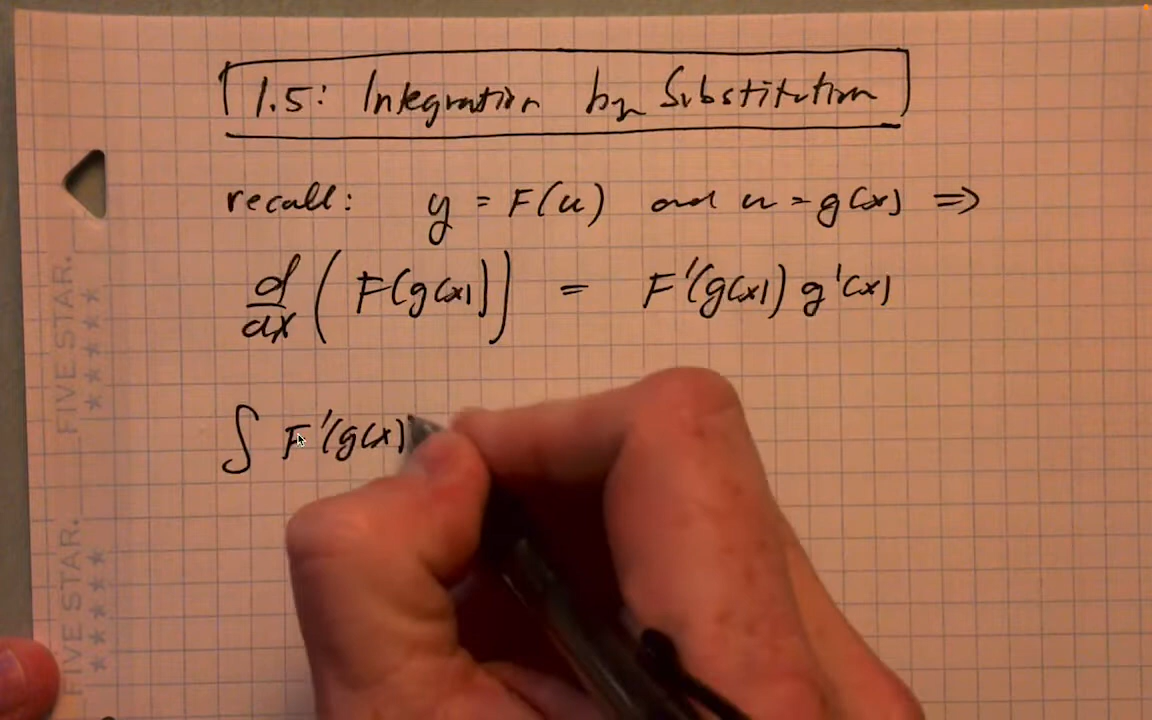 1.5: Integration by Substitution
recall: y = F(u) and u = g(x) ⇒
d/dx ( F(g(x)) ) = F'(g(x)) g'(x)
∫ F'(g(x)
FIVE STAR.
FIVE STAR.